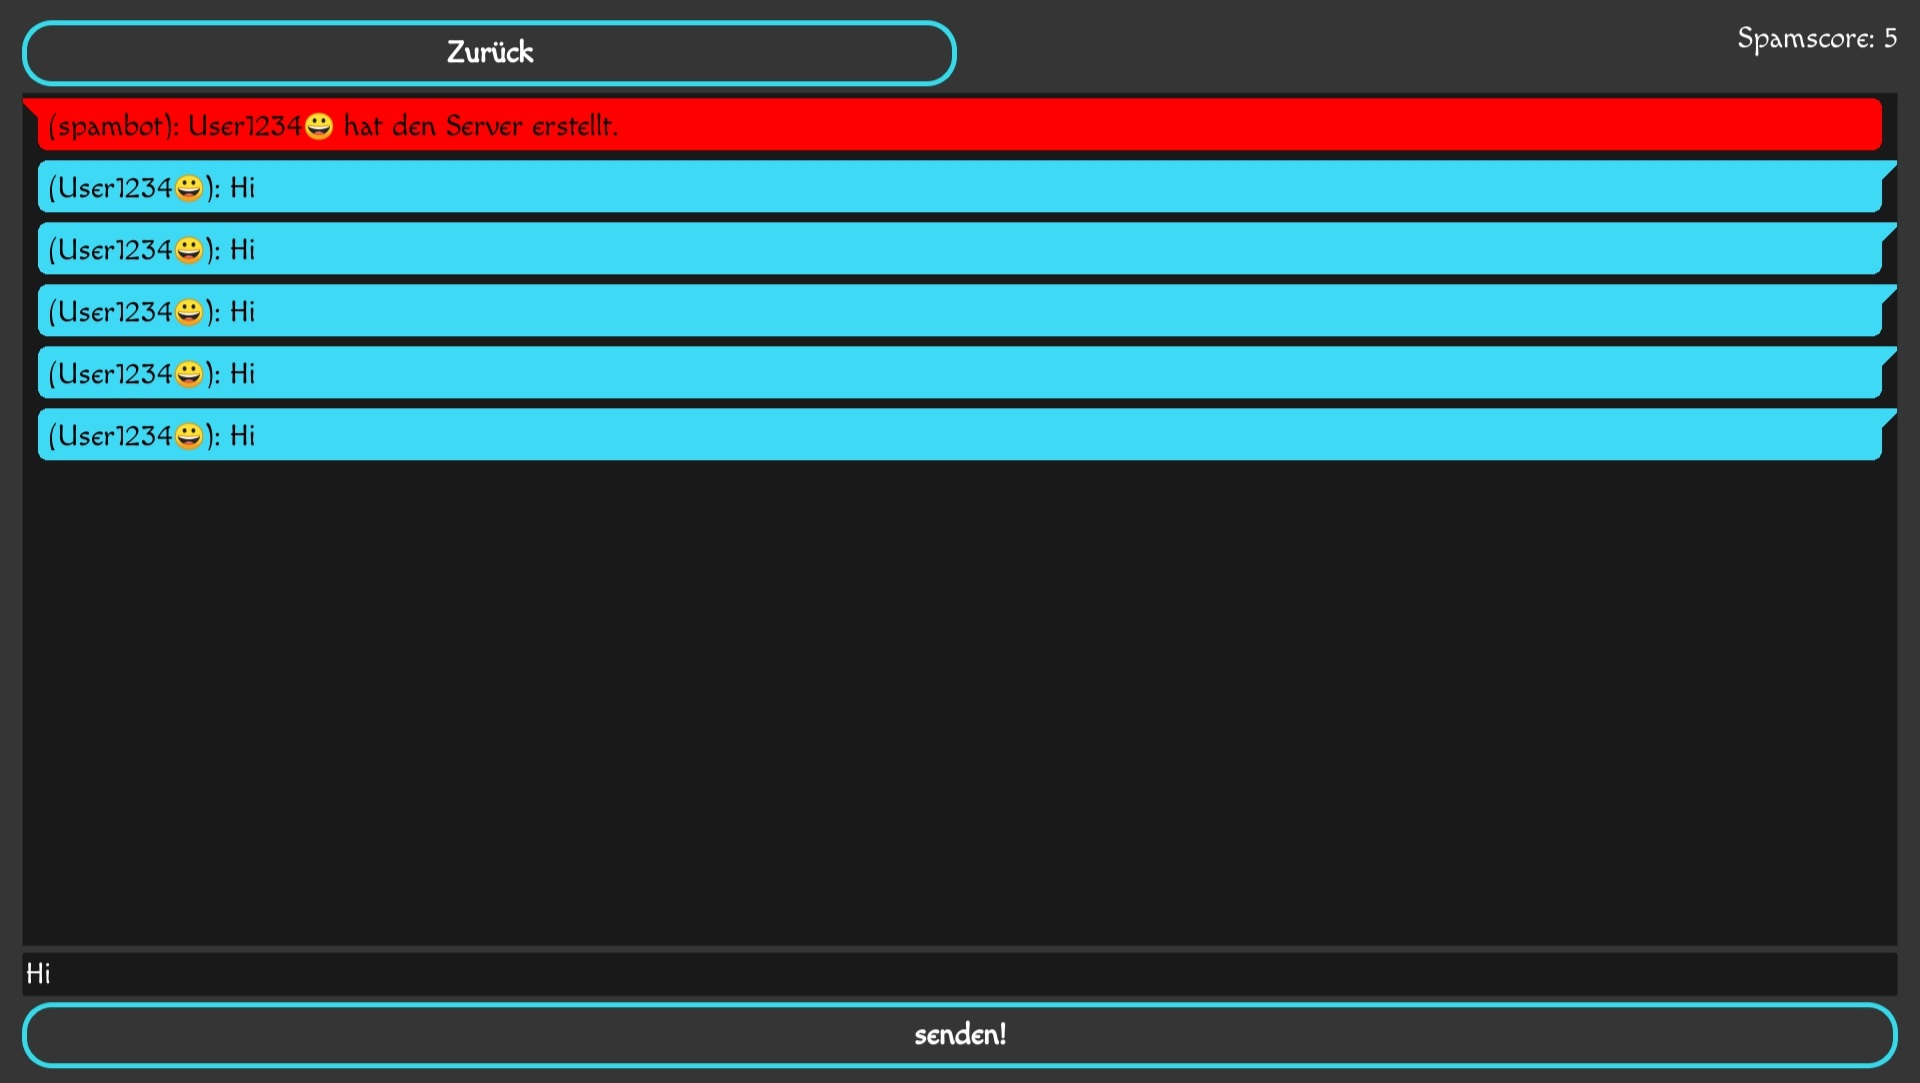 Zurück
Spamscore: 5
(spambot): User1234😀 hat den Server erstellt.
(User1234😀): Hi
(User1234😀): Hi
(User1234😀): Hi
(User1234😀): Hi
(User1234😀): Hi
Hi
senden!